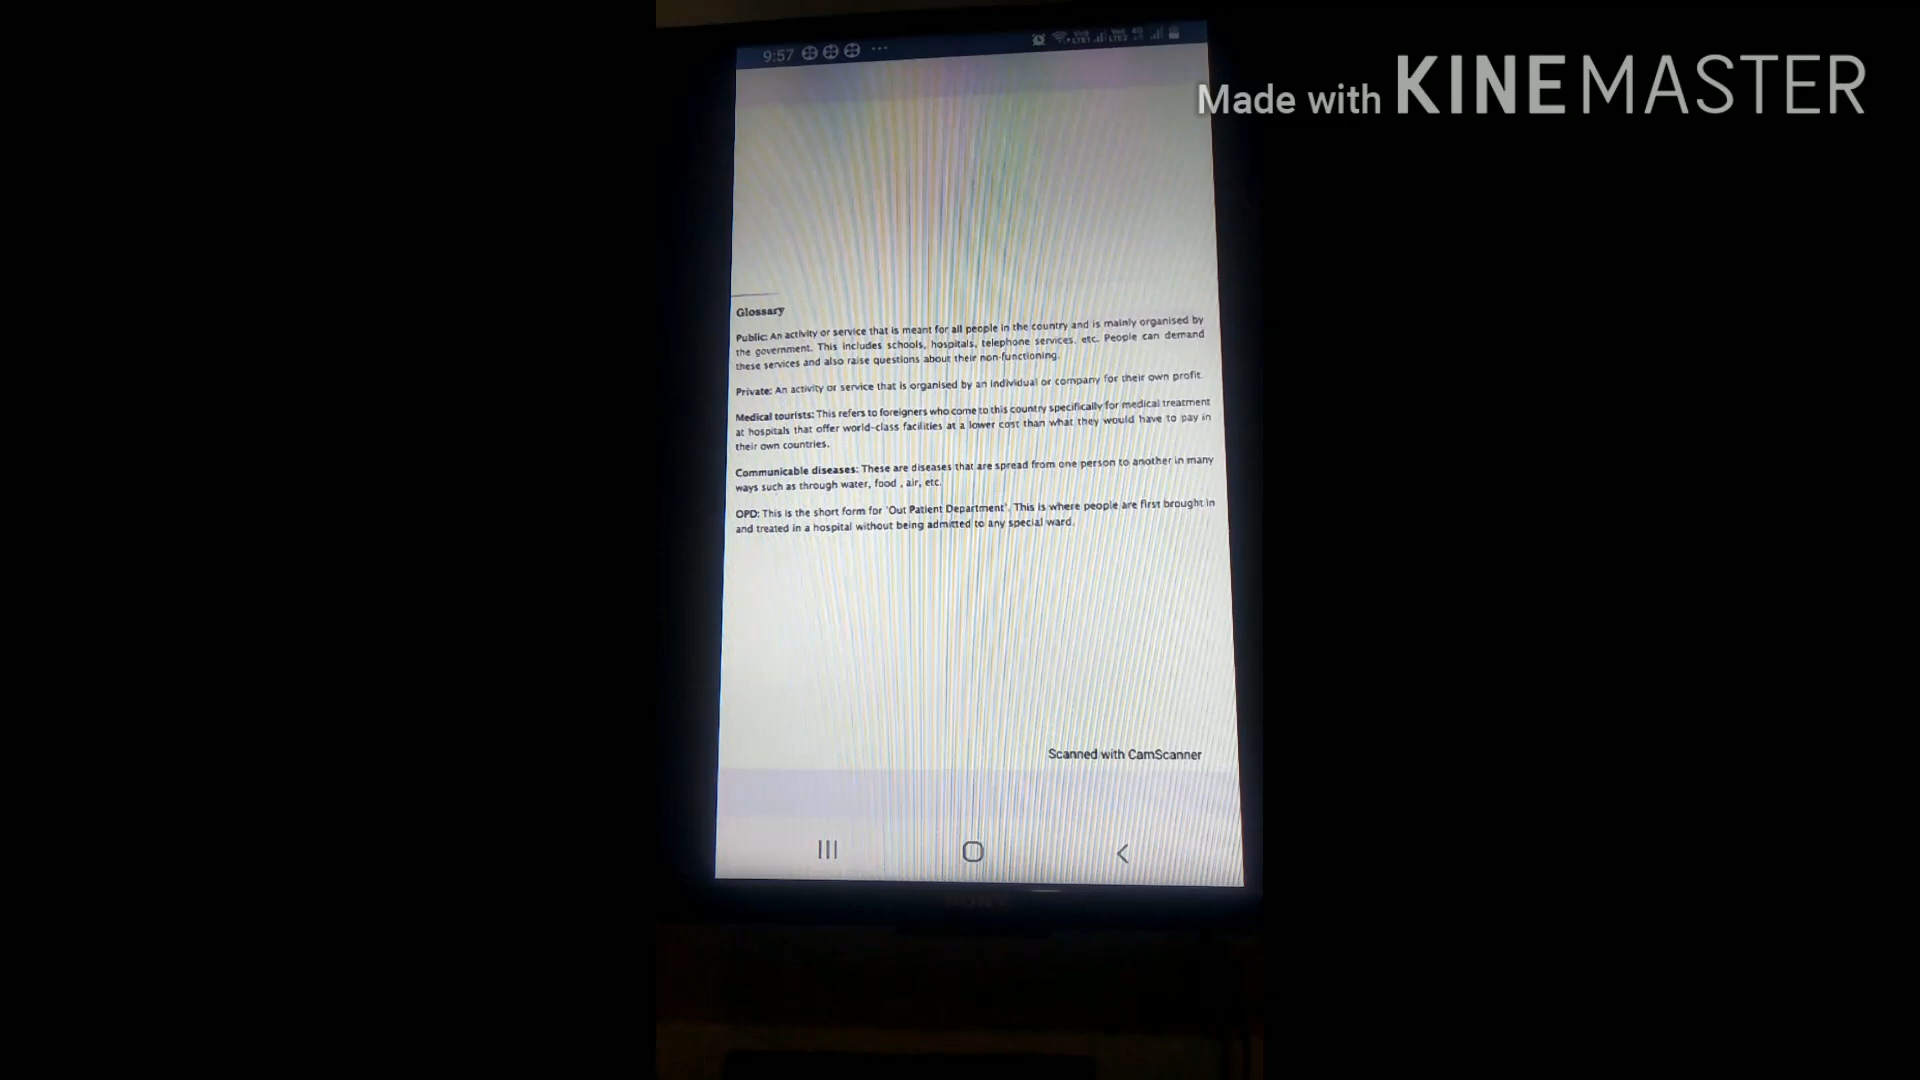 9:57
Made with KINEMASTER
Glossary
Public: An activity or service that is meant for all people in the country and is mainly organised by
the government. This includes schools, hospitals, telephone services, etc. People can demand
these services and also raise questions about their non-functioning.
Private: An activity or service that is organised by an individual or company for their own profit.
Medical tourists: This refers to foreigners who come to this country specifically for medical treatment
at hospitals that offer world-class facilities at a lower cost than what they would have to pay in
their own countries.
Communicable diseases: These are diseases that are spread from one person to another in many
ways such as through water, food , air, etc.
OPD: This is the short form for 'Out Patient Department'. This is where people are first brought in
and treated in a hospital without being admitted to any special ward.
Scanned with CamScanner
SONY